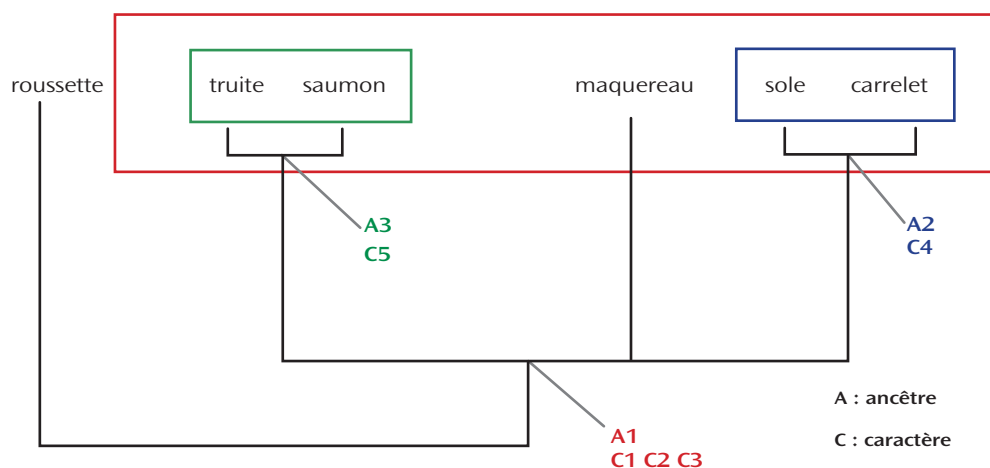 roussette truite saumon maquereau sole carrelet
A3
C5
A2
C4
A : ancêtre
C : caractère
A1
C1 C2 C3